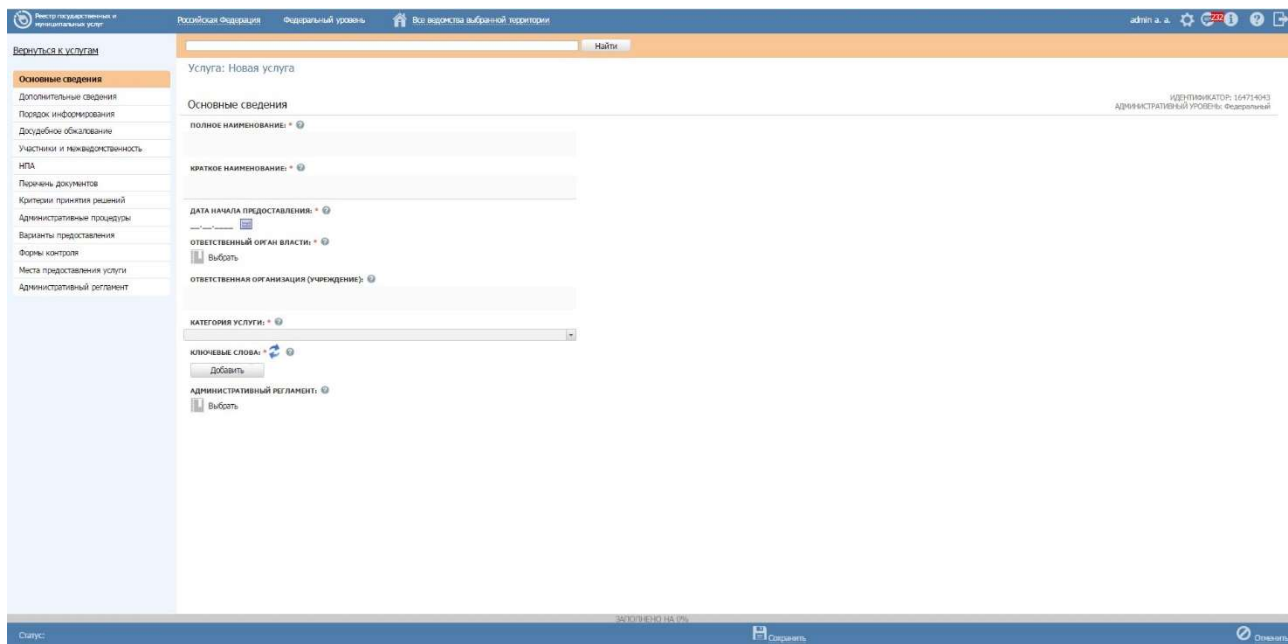 Реестр государственных и
муниципальных услуг
Российская Федерация
Федеральный уровень
Все ведомства выбранной территории
admin a. a.
232
Вернуться к услугам
Найти
Основные сведения
Дополнительные сведения
Порядок информирования
Досудебное обжалование
Участники и межведомственность
НПА
Перечень документов
Критерии принятия решений
Административные процедуры
Варианты предоставления
Формы контроля
Места предоставления услуги
Административный регламент
Услуга: Новая услуга
Основные сведения
ИДЕНТИФИКАТОР: 164714043
АДМИНИСТРАТИВНЫЙ УРОВЕНЬ: Федеральный
ПОЛНОЕ НАИМЕНОВАНИЕ: *
КРАТКОЕ НАИМЕНОВАНИЕ: *
ДАТА НАЧАЛА ПРЕДОСТАВЛЕНИЯ: *
__.__.____
ОТВЕТСТВЕННЫЙ ОРГАН ВЛАСТИ: *
Выбрать
ОТВЕТСТВЕННАЯ ОРГАНИЗАЦИЯ (УЧРЕЖДЕНИЕ):
КАТЕГОРИЯ УСЛУГИ: *
КЛЮЧЕВЫЕ СЛОВА: *
Добавить
АДМИНИСТРАТИВНЫЙ РЕГЛАМЕНТ:
Выбрать
ЗАПОЛНЕНО НА 0%
Статус:
Сохранить
Отменить